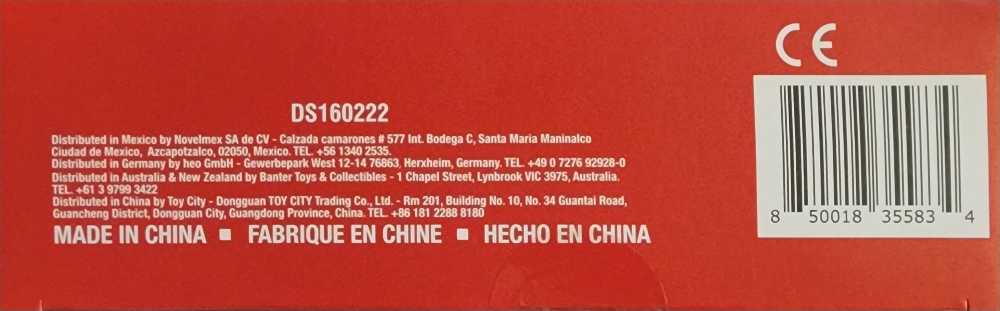 CE
DS160222
Distributed in Mexico by Novelmex SA de CV - Calzada camarones # 577 Int. Bodega C, Santa Maria Maninalco
Ciudad de Mexico, Azcapotzalco, 02050, Mexico. TEL. +56 1340 2535.
Distributed in Germany by heo GmbH - Gewerbepark West 12-14 76863, Herxheim, Germany. TEL. +49 0 7276 92928-0
Distributed in Australia & New Zealand by Banter Toys & Collectibles - 1 Chapel Street, Lynbrook VIC 3975, Australia.
TEL. +61 3 9799 3422
Distributed in China by Toy City - Dongguan TOY CITY Trading Co., Ltd. - Rm 201, Building No. 10, No. 34 Guantai Road,
Guancheng District, Dongguan City, Guangdong Province, China. TEL. +86 181 2288 8180
MADE IN CHINA ■ FABRIQUE EN CHINE ■ HECHO EN CHINA
8 50018 35583 4